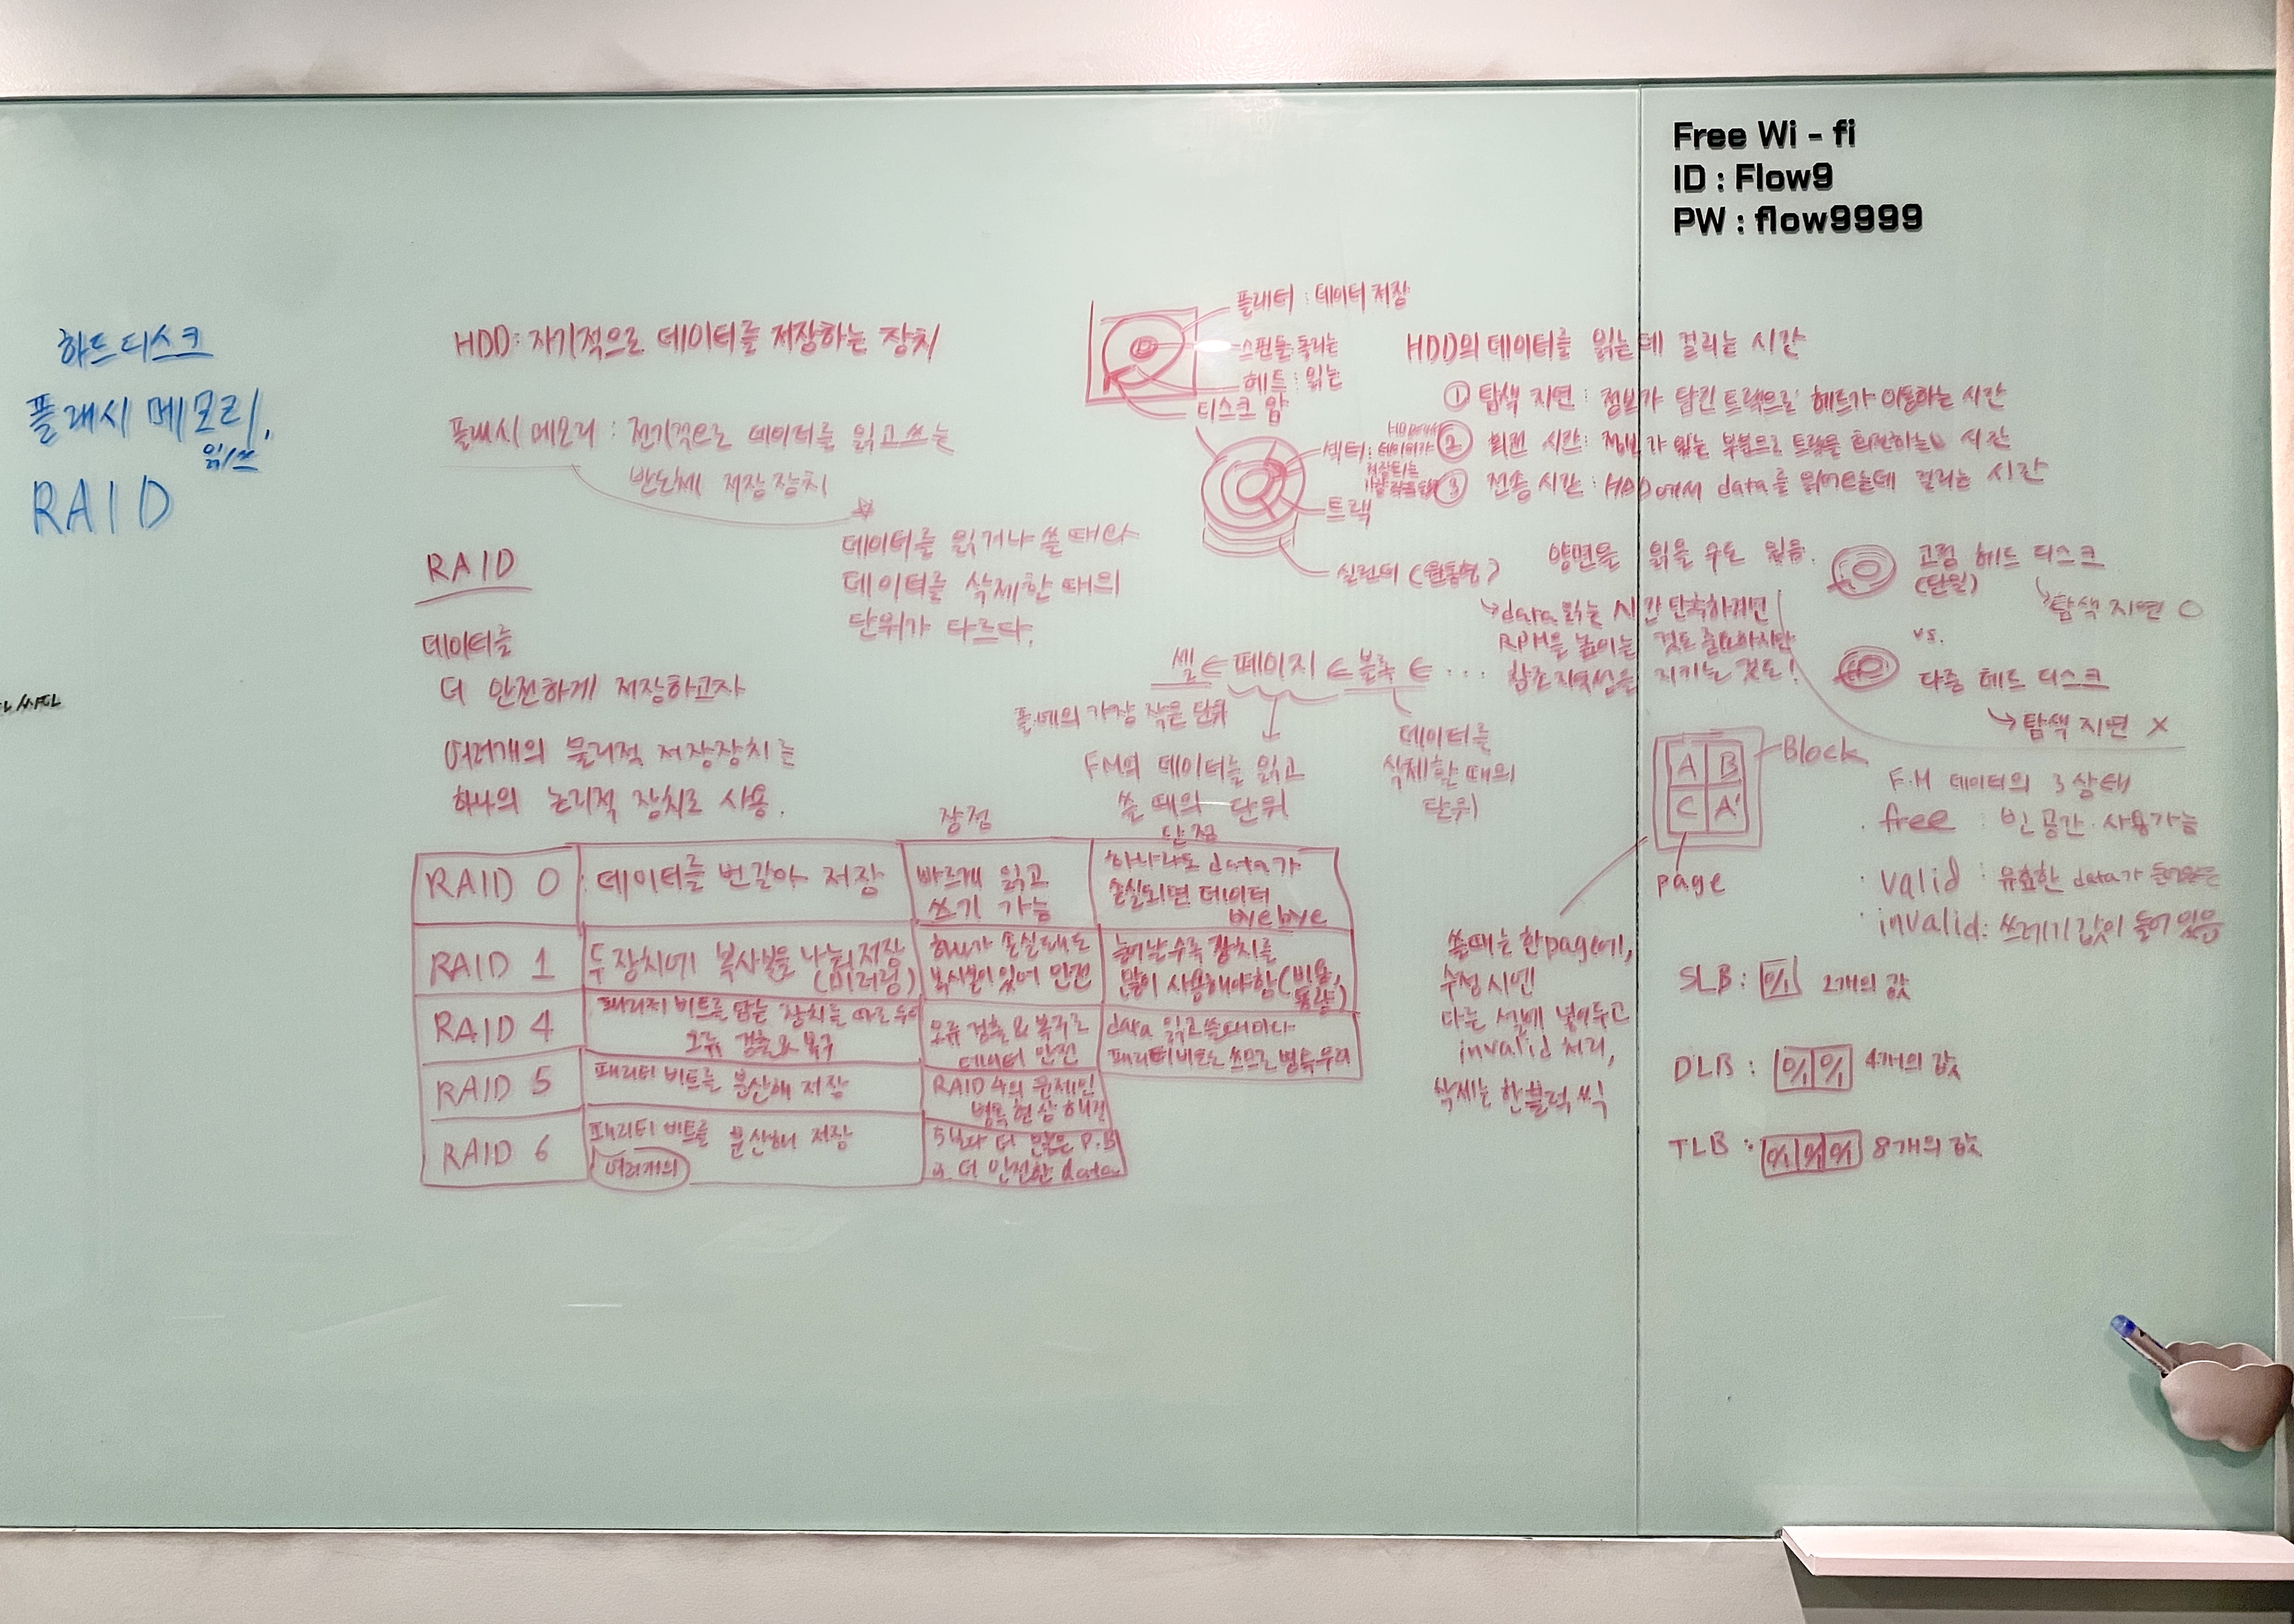 Free Wi - fi
ID : Flow9
PW : flow9999
하드디스크
플래시 메모리,
읽/쓰
RAID
HDD: 자기적으로 데이터를 저장하는 장치
플래시 메모리 : 전기적으로 데이터를 읽고 쓰는
반도체 저장 장치
데이터를 읽거나 쓸 때와
데이터를 삭제할 때의
단위가 다르다.
RAID
데이터를
더 안전하게 저장하고자
여러개의 물리적 저장장치를
하나의 논리적 장치로 사용.
플래터 : 데이터 저장
스핀들 돌리는
헤드 : 읽는
디스크 암
섹터 : 데이터가
저장되는
트랙
실린더 (원통형)
HDD의 데이터를 읽는데 걸리는 시간
① 탐색 지연 : 정보가 담긴 트랙으로 헤드가 이동하는 시간
② 회전 시간 : 정보가 있는 부분으로 트랙을 회전하는 시간
③ 전송 시간 : HDD에서 data를 읽어오는데 걸리는 시간
양면을 읽을 수도 있음.
data 읽는 시간 단축하려면
RPM을 높이는 것도 중요하지만
참조지역성을 지키는 것도!
고정 헤드 디스크
(단일)
탐색 지연 O
vs.
다중 헤드 디스크
탐색 지연 X
셀 ∈ 페이지 ∈ 블록 ∈ ...
플.메의 가장 작은 단위
FM의 데이터를 읽고
쓸 때의 단위
데이터를
삭제할 때의
단위
A B
C A'
Block
page
쓸때는 한page에,
수정 시엔
다른 셀에 넣어두고
invalid 처리,
삭제는 한블럭 씩
F.M 데이터의 3상태
free : 빈 공간. 사용가능
valid : 유효한 data가
invalid: 쓰레기 값이 들어 있음
SLB : 0/1 2개의 값
DLB : 0/1 0/1 4개의 값
TLB : 0/1 0/1 0/1 8개의 값
장점 단점
RAID 0 : 데이터를 번갈아 저장
빠르게 읽고
쓰기 가능
하나라도 data가
손실되면 데이터
byebye
RAID 1
두 장치에 복사본을 나눠 저장
(미러링)
하나가 손실돼도
복사본이 있어 안전
늘어날수록 장치를
많이 사용해야함 (비용,
용량)
RAID 4
패리티 비트를 담는 장치를 따로 두어
오류 검출 & 복구
오류 검출 & 복구로
데이터 안전
data 읽고 쓸때마다
패리티비트도 쓰므로 병목우려
RAID 5
패리티 비트를 분산해 저장
RAID 4의 문제인
병목 현상 해결
RAID 6
패리티 비트를 분산해 저장
여러개의
5보다 더 많은 P.B
더 안전한 data